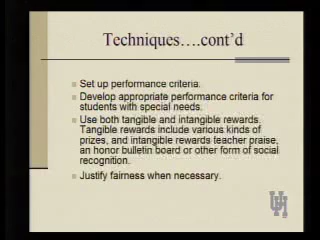 Techniques....cont'd
Set up performance criteria.
Develop appropriate performance criteria for
students with special needs.
Use both tangible and intangible rewards.
Tangible rewards include various kinds of
prizes, and intangible rewards teacher praise,
an honor bulletin board or other form of social
recognition.
Justify fairness when necessary.
UH